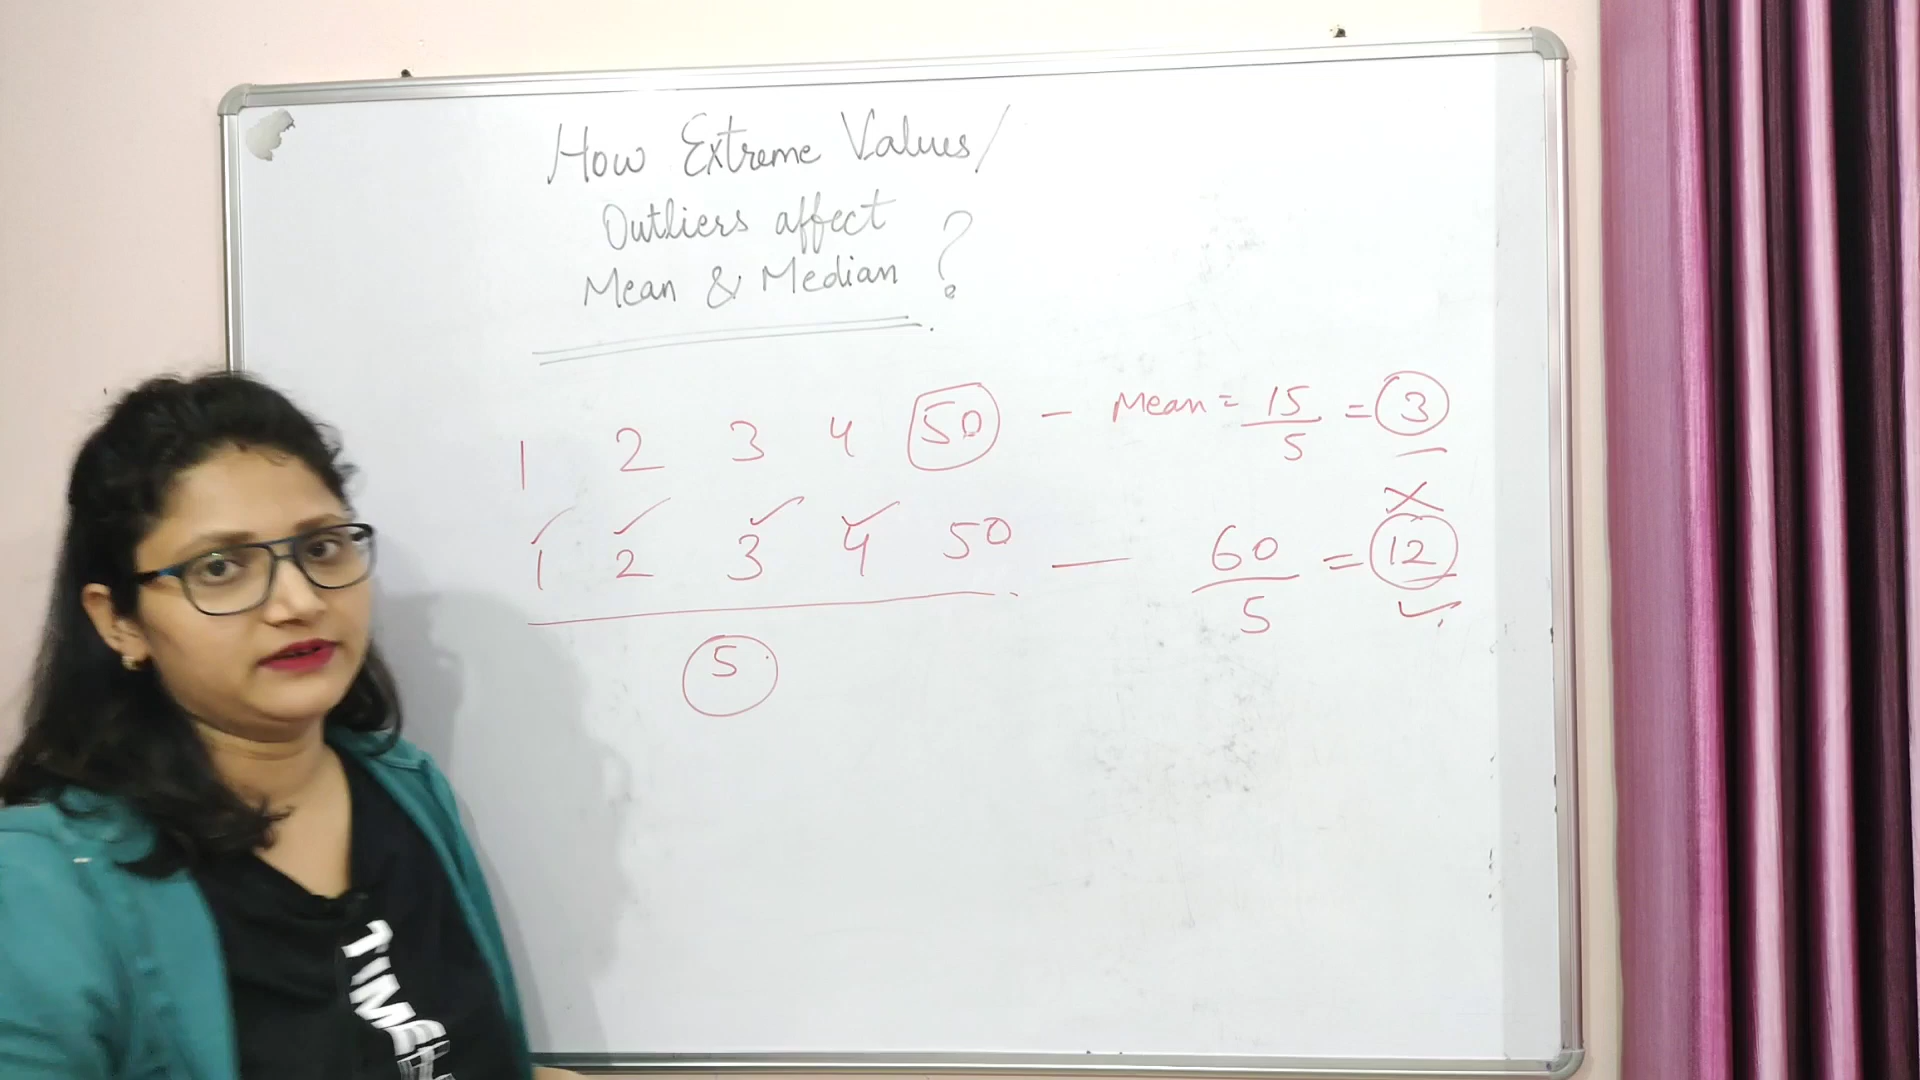 How Extreme Values/
Outliers affect
Mean & Median ?
1 2 3 4 50 - Mean = 15/5 = 3
1 2 3 4 50 — 60/5 = 12
5
TIME